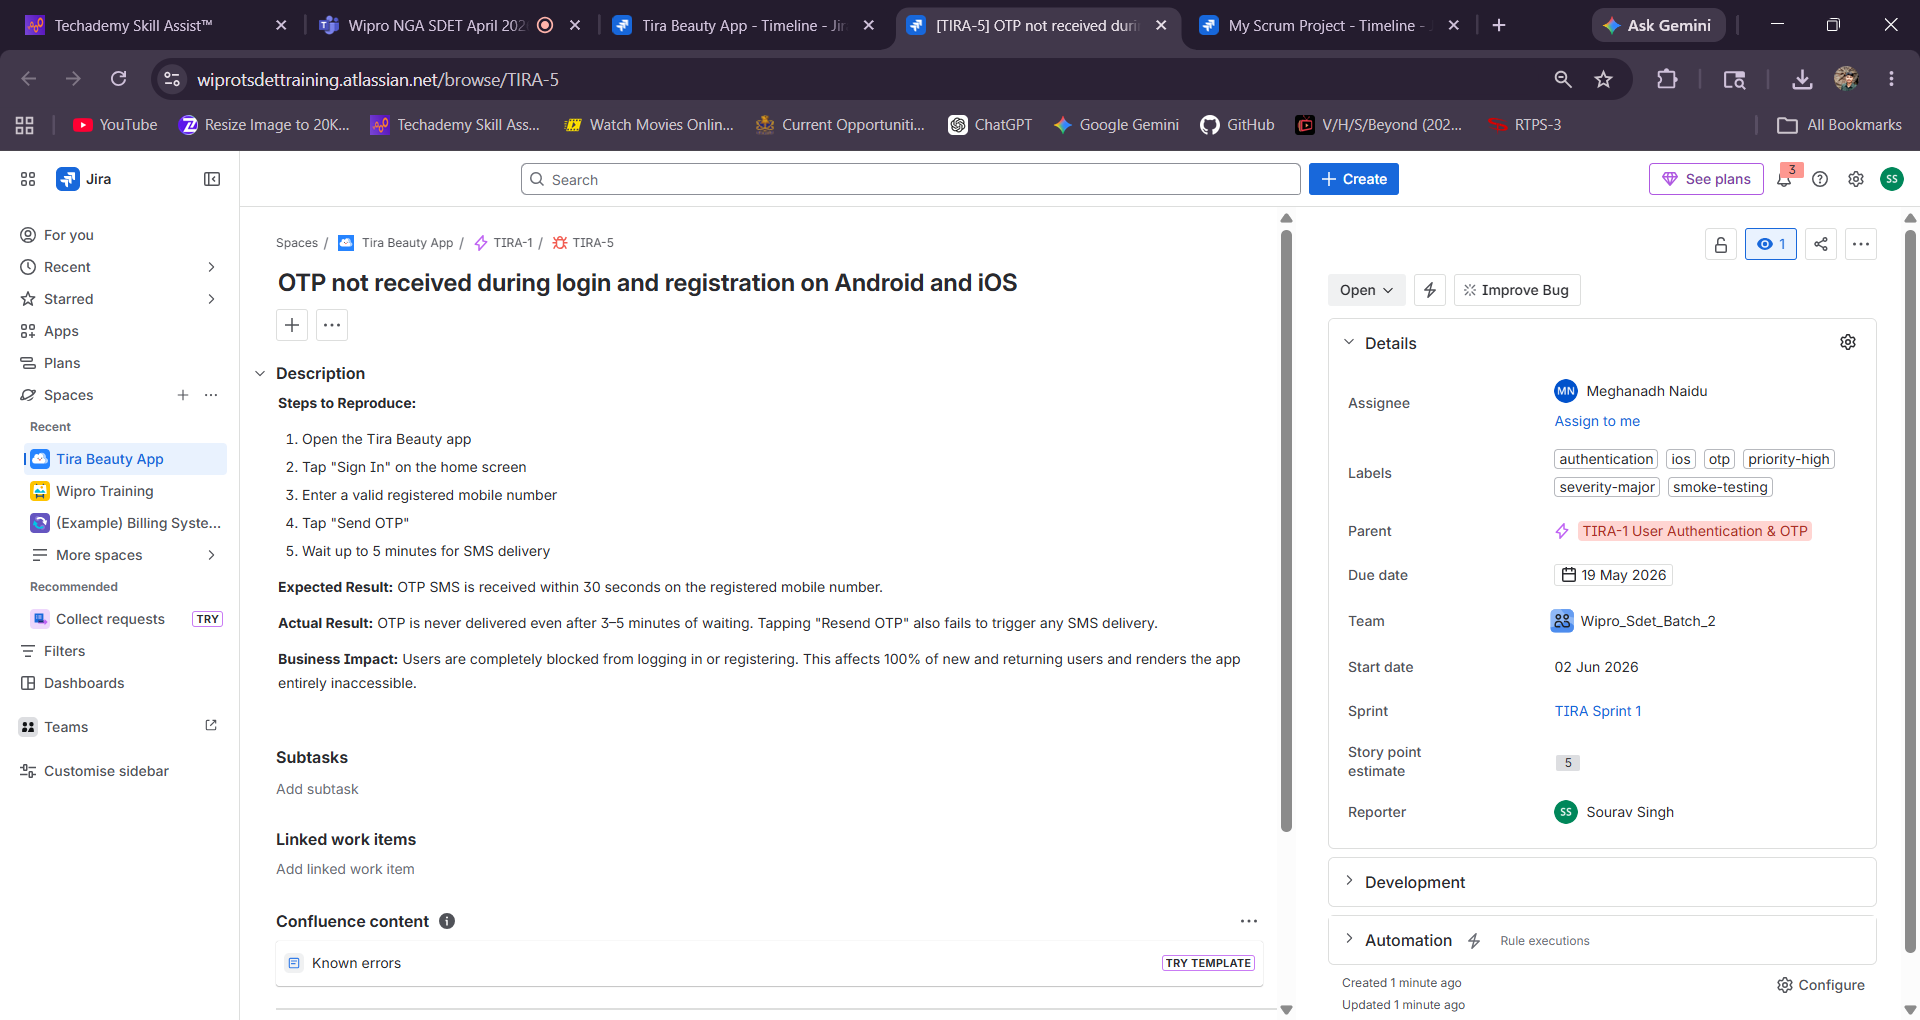 Techademy Skill Assist™
Wipro NGA SDET April 202
Tira Beauty App - Timeline - Jir
[TIRA-5] OTP not received duri
My Scrum Project - Timeline -
Ask Gemini
wiprotsdettraining.atlassian.net/browse/TIRA-5
YouTube
Resize Image to 20K...
Techademy Skill Ass...
Watch Movies Onlin...
Current Opportuniti...
ChatGPT
Google Gemini
GitHub
V/H/S/Beyond (202...
RTPS-3
All Bookmarks
Jira
Search
Create
See plans
3
SS
For you
Recent
Starred
Apps
Plans
Spaces
Recent
Tira Beauty App
Wipro Training
(Example) Billing Syste...
More spaces
Recommended
Collect requests
TRY
Filters
Dashboards
Teams
Customise sidebar
Spaces / Tira Beauty App / TIRA-1 / TIRA-5
OTP not received during login and registration on Android and iOS
Description
Steps to Reproduce:
1. Open the Tira Beauty app
2. Tap "Sign In" on the home screen
3. Enter a valid registered mobile number
4. Tap "Send OTP"
5. Wait up to 5 minutes for SMS delivery
Expected Result: OTP SMS is received within 30 seconds on the registered mobile number.
Actual Result: OTP is never delivered even after 3–5 minutes of waiting. Tapping "Resend OTP" also fails to trigger any SMS delivery.
Business Impact: Users are completely blocked from logging in or registering. This affects 100% of new and returning users and renders the app
entirely inaccessible.
Subtasks
Add subtask
Linked work items
Add linked work item
Confluence content
Known errors
TRY TEMPLATE
1
Open
Improve Bug
Details
Assignee
MN Meghanadh Naidu
Assign to me
Labels
authentication ios otp priority-high
severity-major smoke-testing
Parent
TIRA-1 User Authentication & OTP
Due date
19 May 2026
Team
Wipro_Sdet_Batch_2
Start date
02 Jun 2026
Sprint
TIRA Sprint 1
Story point
estimate
5
Reporter
SS Sourav Singh
Development
Automation
Rule executions
Created 1 minute ago
Updated 1 minute ago
Configure